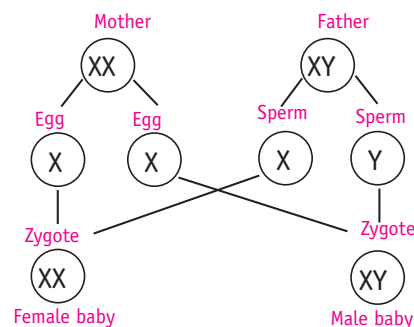 Mother Father
XX XY
Egg Egg Sperm Sperm
X X X Y
Zygote Zygote
XX XY
Female baby Male baby